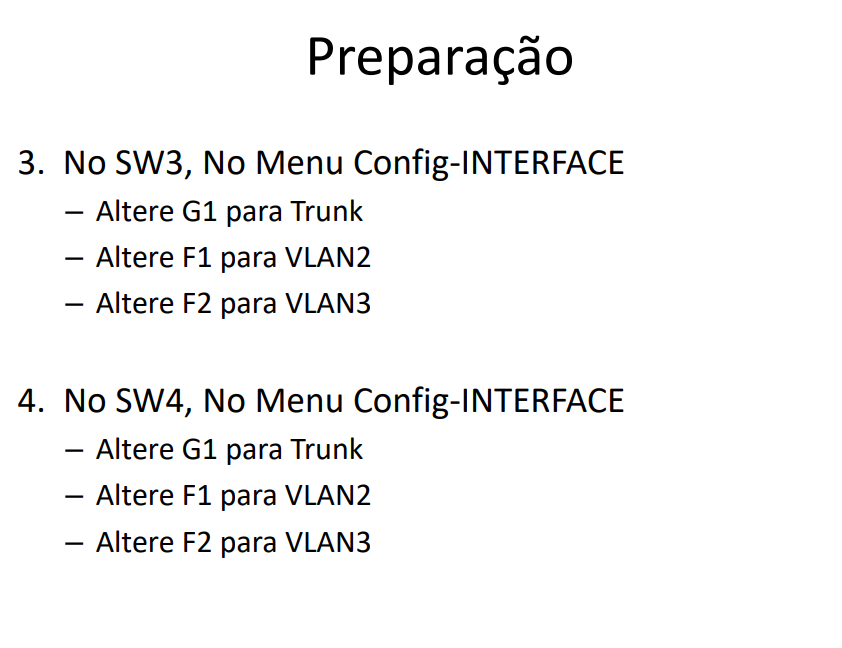 Preparação
3. No SW3, No Menu Config-INTERFACE
– Altere G1 para Trunk
– Altere F1 para VLAN2
– Altere F2 para VLAN3
4. No SW4, No Menu Config-INTERFACE
– Altere G1 para Trunk
– Altere F1 para VLAN2
– Altere F2 para VLAN3